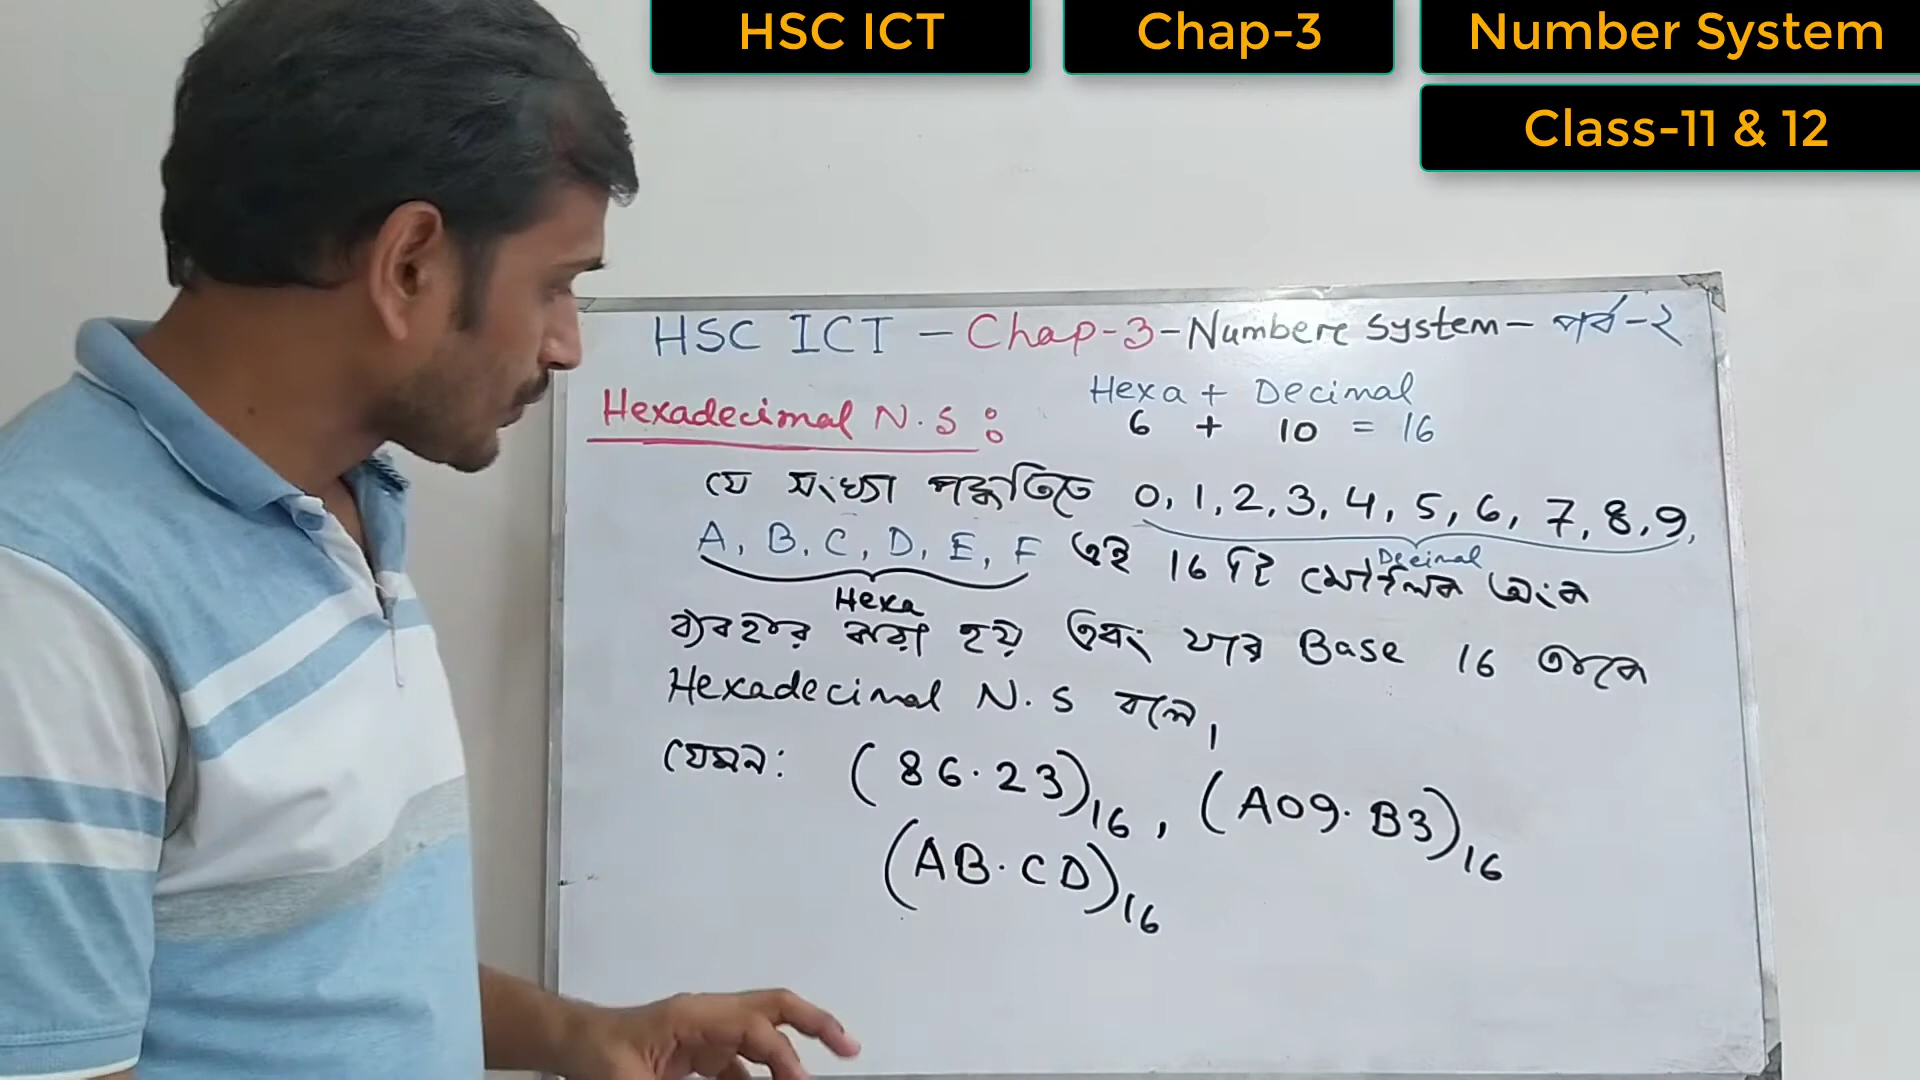 HSC ICT
Chap-3
Number System
Class-11 & 12
HSC ICT - Chap-3-Numbere System- পর্ব-২
Hexa + Decimal
Hexadecimal N.S :
6 + 10 = 16
যে সংখ্যা পদ্ধতিতে 0, 1, 2, 3, 4, 5, 6, 7, 8, 9,
Decimal
A, B, C, D, E, F এই 16 টি মৌলিক অংক
Hexa
ব্যবহার করা হয় এবং যার Base 16 তাকে
Hexadecimal N.S বলে,
যেমন: (86.23)16, (A09.B3)16
(AB.CD)16